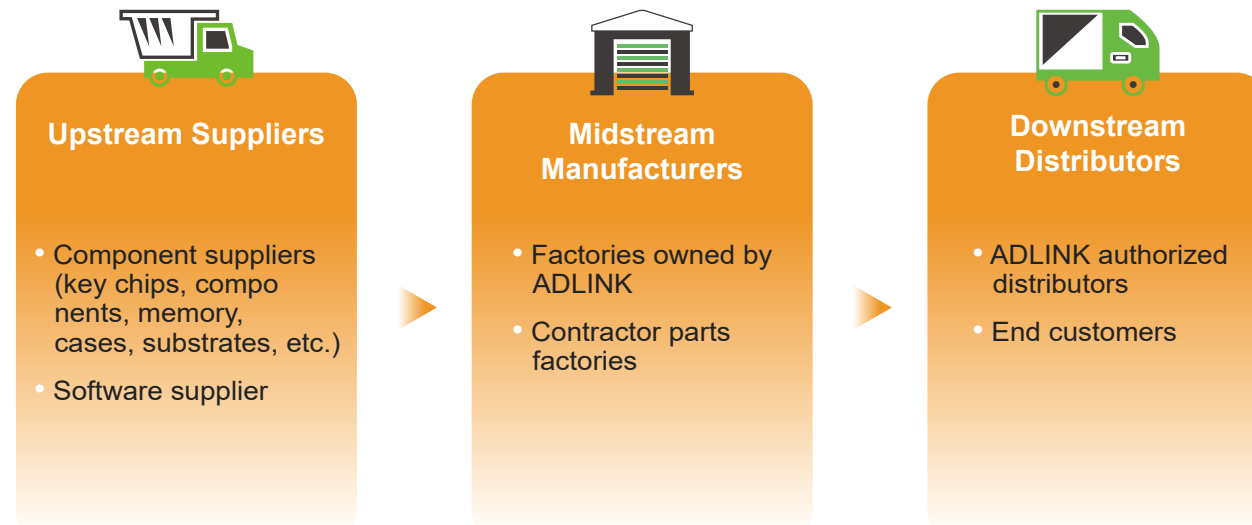 Upstream Suppliers
• Component suppliers
(key chips, compo
nents, memory,
cases, substrates, etc.)
• Software supplier
Midstream
Manufacturers
• Factories owned by
ADLINK
• Contractor parts
factories
Downstream
Distributors
• ADLINK authorized
distributors
• End customers